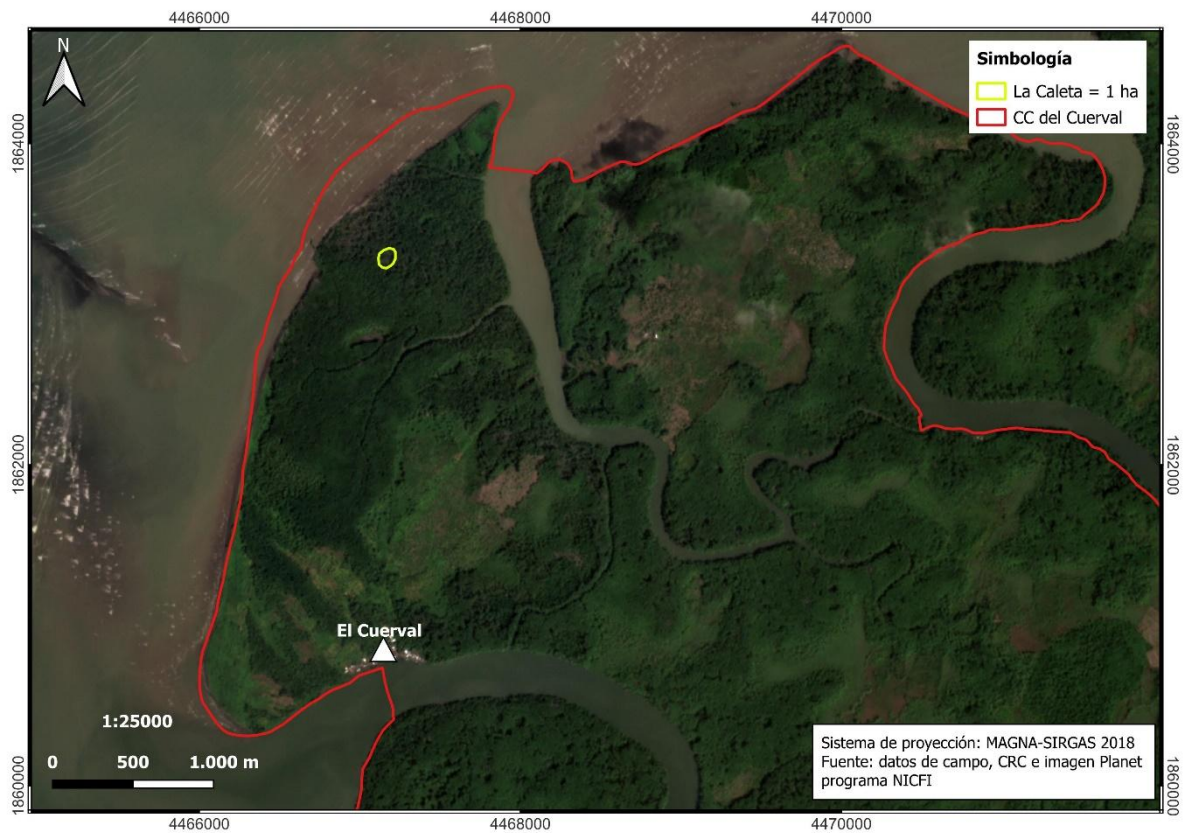 4466000
4468000
4470000
N
Simbología
La Caleta = 1 ha
CC del Cuerval
1864000
1864000
1862000
1862000
El Cuerval
1:25000
0 500 1.000 m
Sistema de proyección: MAGNA-SIRGAS 2018
Fuente: datos de campo, CRC e imagen Planet
programa NICFI
1860000
1860000
4466000
4468000
4470000